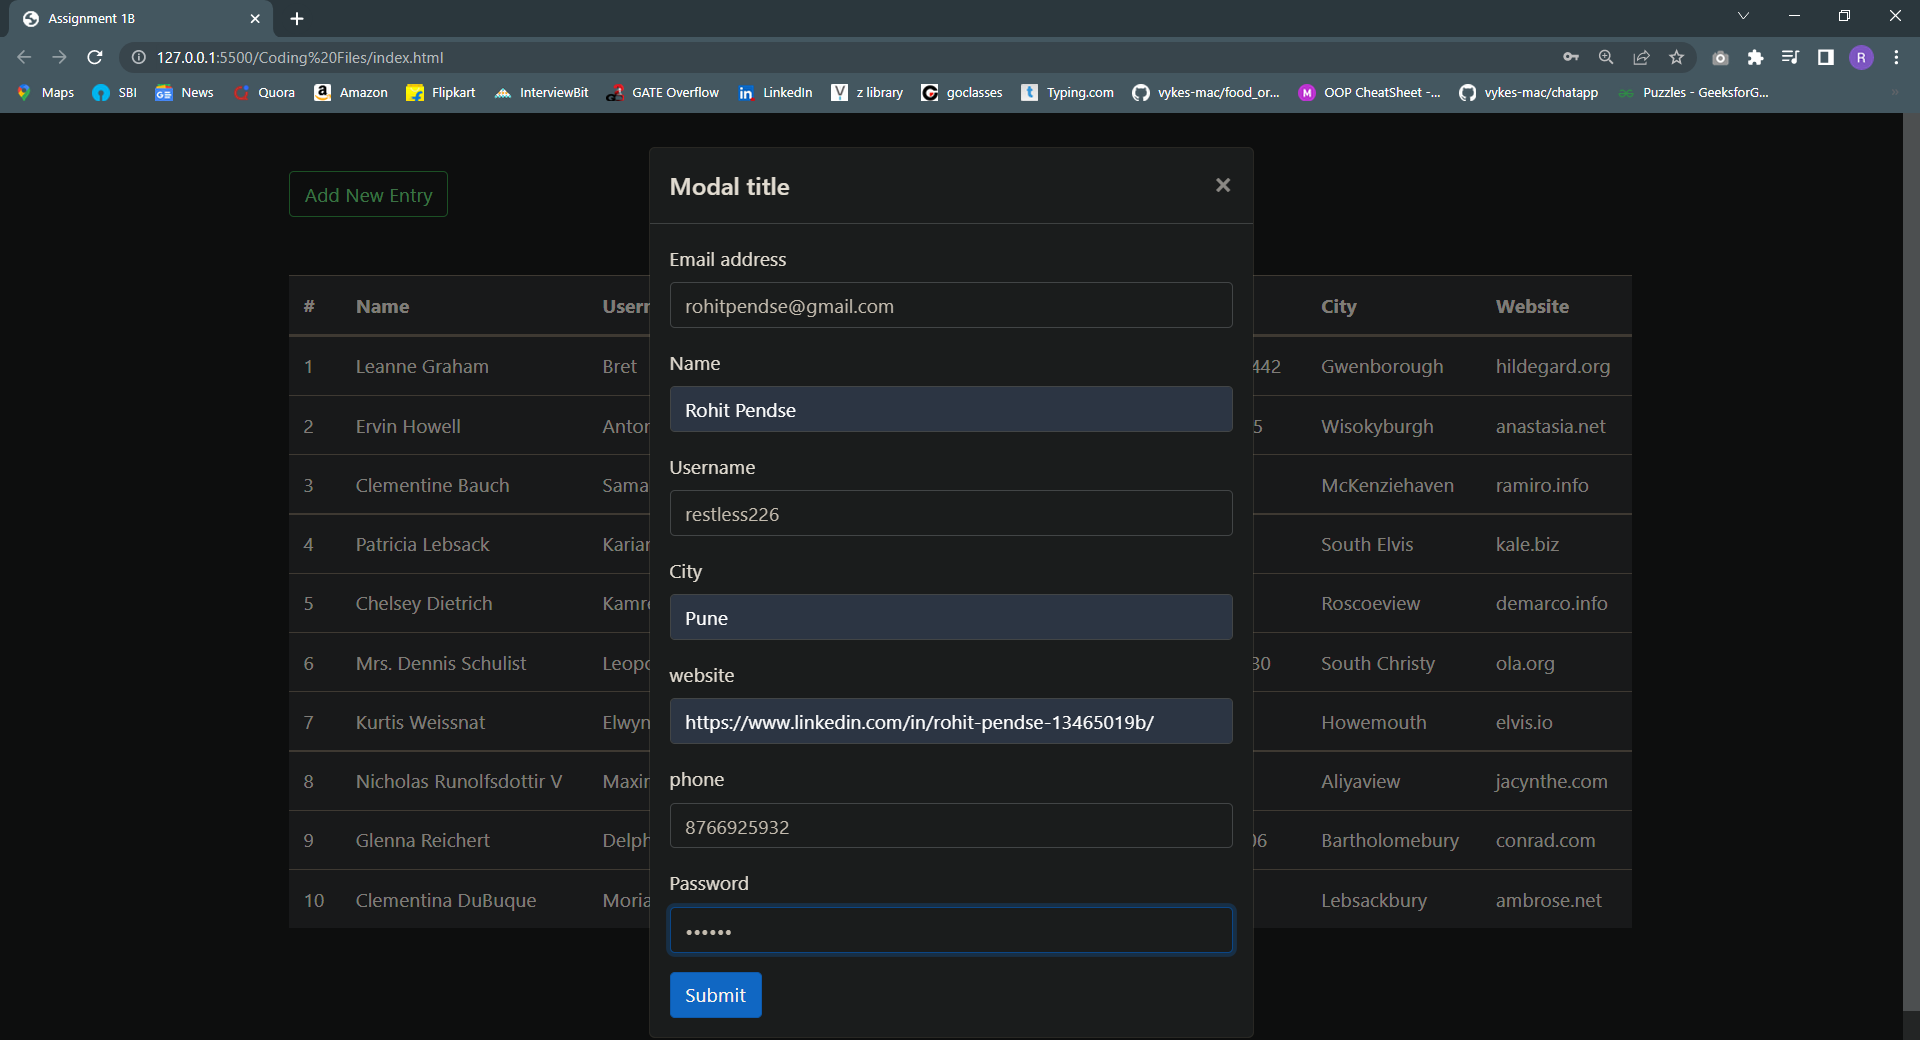 Assignment 1B
127.0.0.1:5500/Coding%20Files/index.html
R
Maps SBI News Quora Amazon Flipkart InterviewBit GATE Overflow LinkedIn z library goclasses Typing.com vykes-mac/food_or... OOP CheatSheet -... vykes-mac/chatapp Puzzles - GeeksforG...
Add New Entry
Modal title
Email address
rohitpendse@gmail.com
Name
Rohit Pendse
Username
restless226
City
Pune
website
https://www.linkedin.com/in/rohit-pendse-13465019b/
phone
8766925932
Password
••••••
Submit
# Name Usern City Website
1 Leanne Graham Bret 442 Gwenborough hildegard.org
2 Ervin Howell Anton 5 Wisokyburgh anastasia.net
3 Clementine Bauch Sama McKenziehaven ramiro.info
4 Patricia Lebsack Karian South Elvis kale.biz
5 Chelsey Dietrich Kamre Roscoeview demarco.info
6 Mrs. Dennis Schulist Leopo 30 South Christy ola.org
7 Kurtis Weissnat Elwyn Howemouth elvis.io
8 Nicholas Runolfsdottir V Maxim Aliyaview jacynthe.com
9 Glenna Reichert Delph 06 Bartholomebury conrad.com
10 Clementina DuBuque Moria Lebsackbury ambrose.net